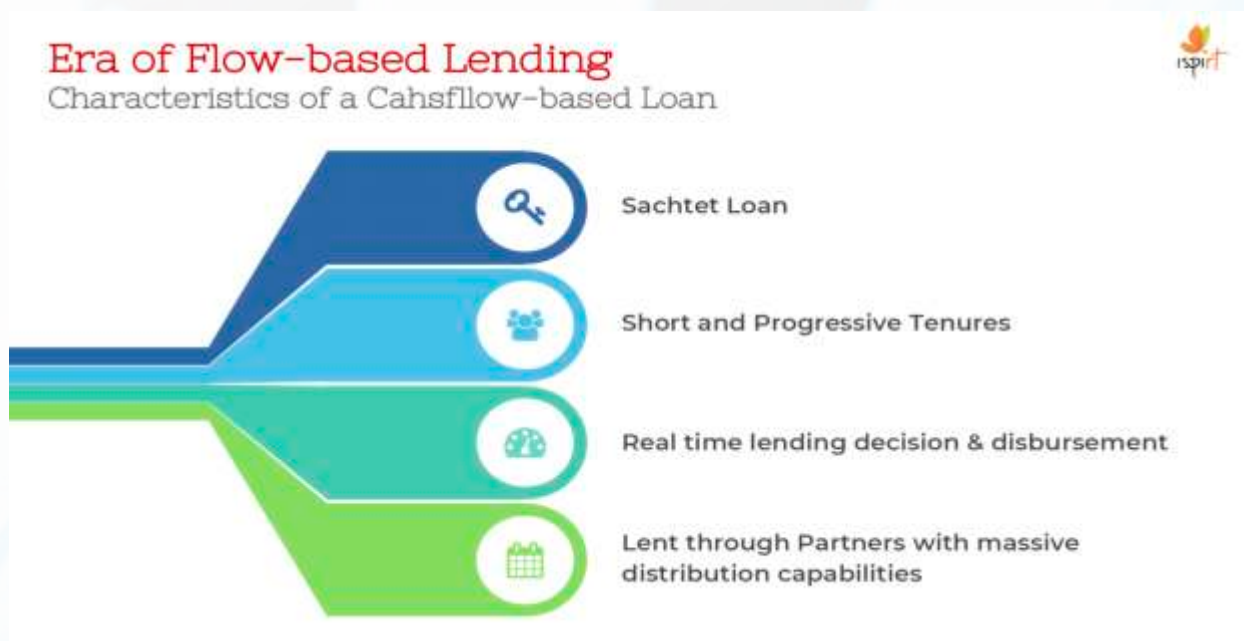 Era of Flow-based Lending
Characteristics of a Cahsfllow-based Loan
ispirt
Sachtet Loan
Short and Progressive Tenures
Real time lending decision & disbursement
Lent through Partners with massive
distribution capabilities